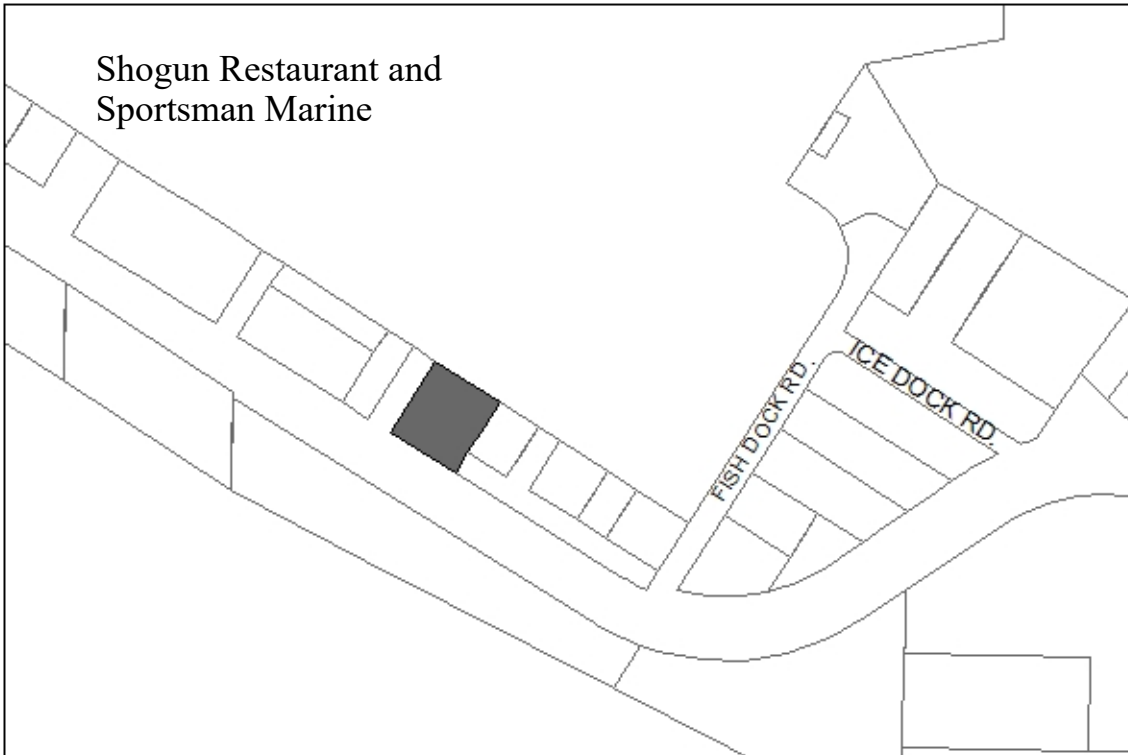 Shogun Restaurant and
Sportsman Marine
ICE DOCK RD.
FISH DOCK RD.